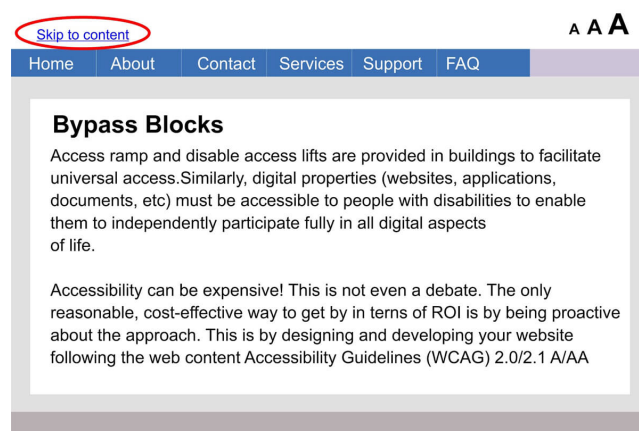 Skip to content
A A A
Home About Contact Services Support FAQ
Bypass Blocks
Access ramp and disable access lifts are provided in buildings to facilitate
universal access.Similarly, digital properties (websites, applications,
documents, etc) must be accessible to people with disabilities to enable
them to independently participate fully in all digital aspects
of life.
Accessibility can be expensive! This is not even a debate. The only
reasonable, cost-effective way to get by in terns of ROI is by being proactive
about the approach. This is by designing and developing your website
following the web content Accessibility Guidelines (WCAG) 2.0/2.1 A/AA